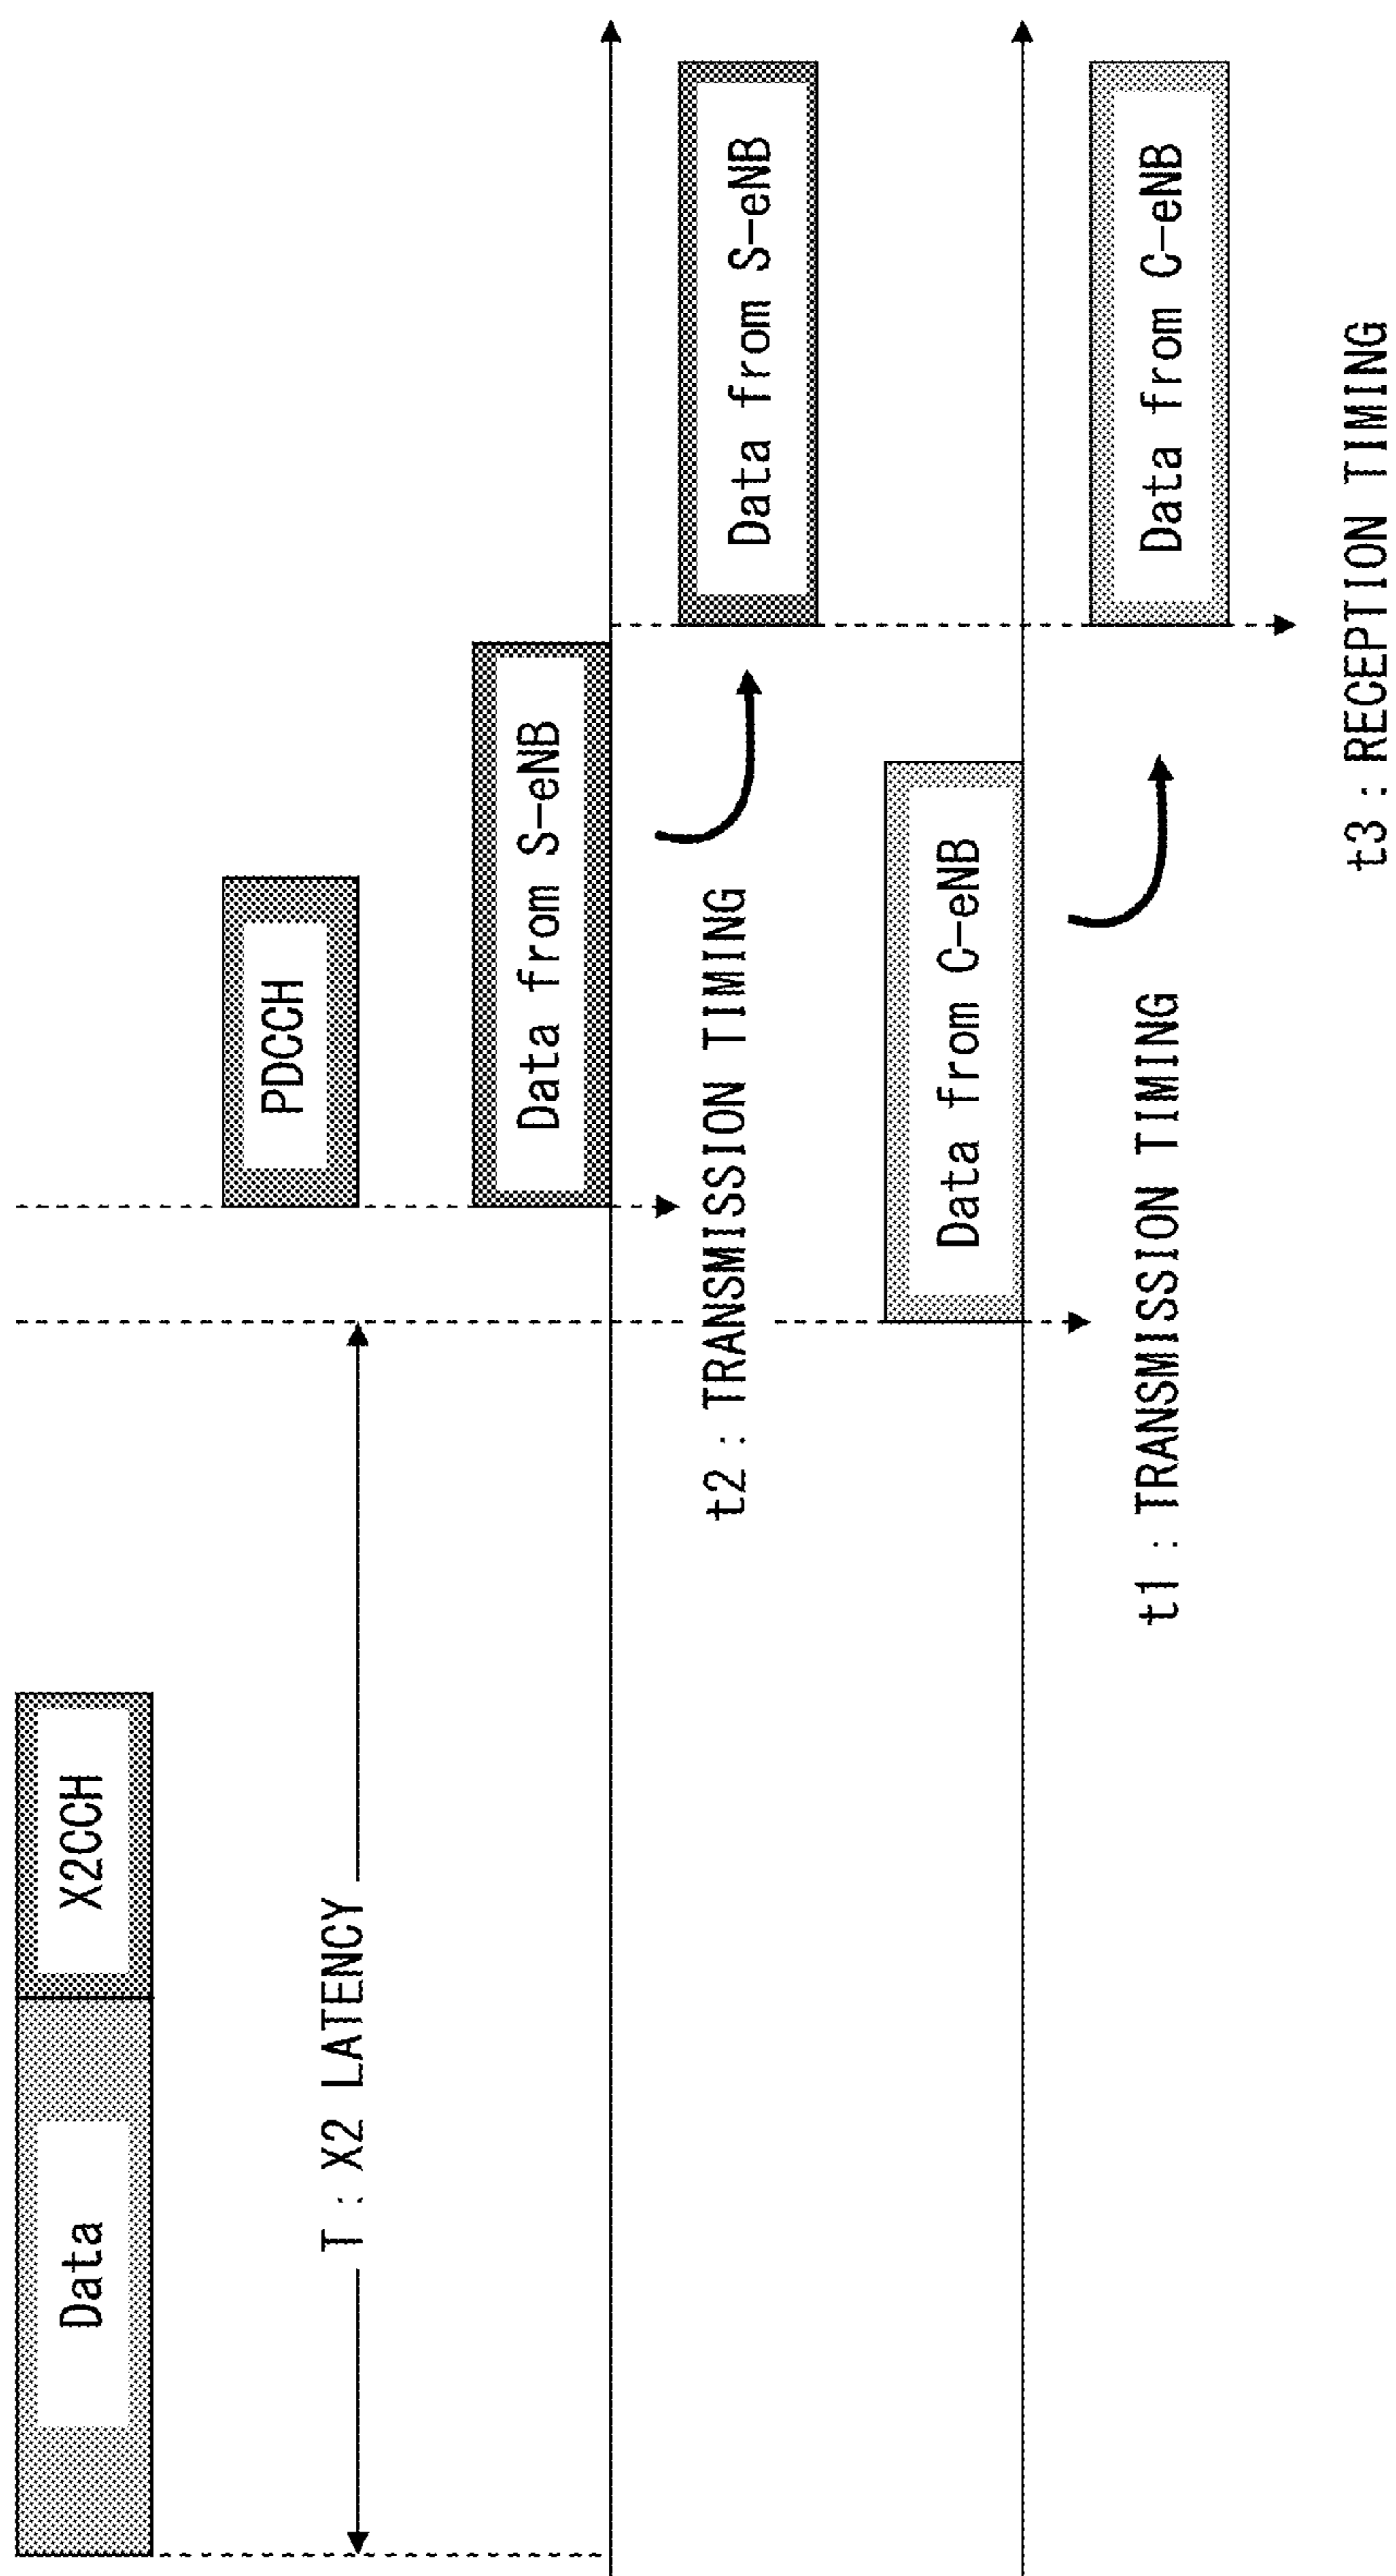 Data
X2CCH
T : X2 LATENCY
PDCCH
Data from S-eNB
t2 : TRANSMISSION TIMING
Data from S-eNB
Data from C-eNB
t1 : TRANSMISSION TIMING
Data from C-eNB
t3 : RECEPTION TIMING